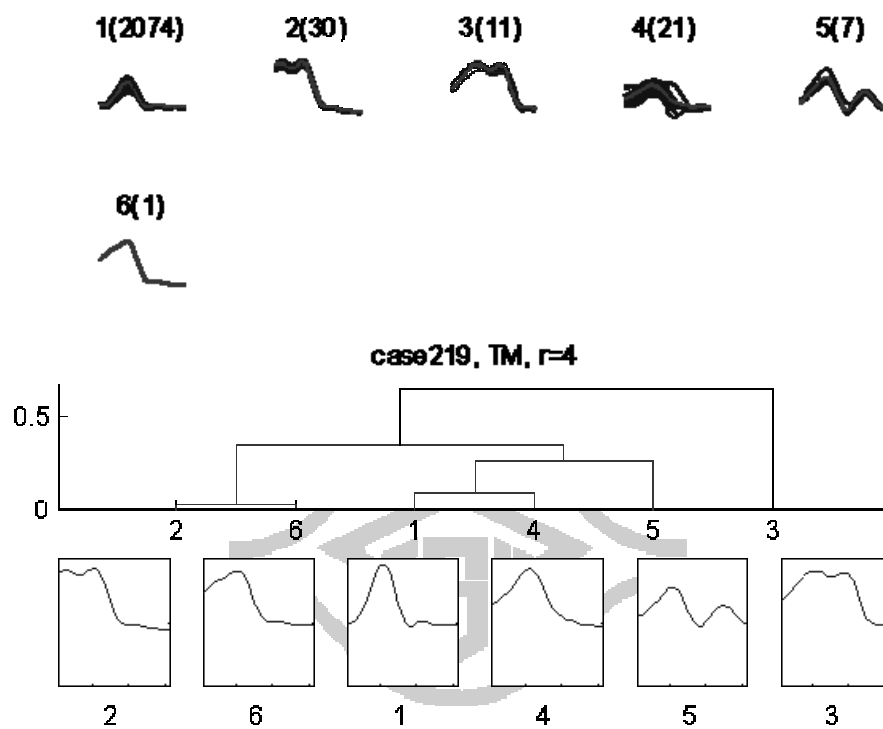 1(2074) 2(30) 3(11) 4(21) 5(7)
6(1)
case219, TM, r=4
0.5
0
2 6 1 4 5 3
2 6 1 4 5 3